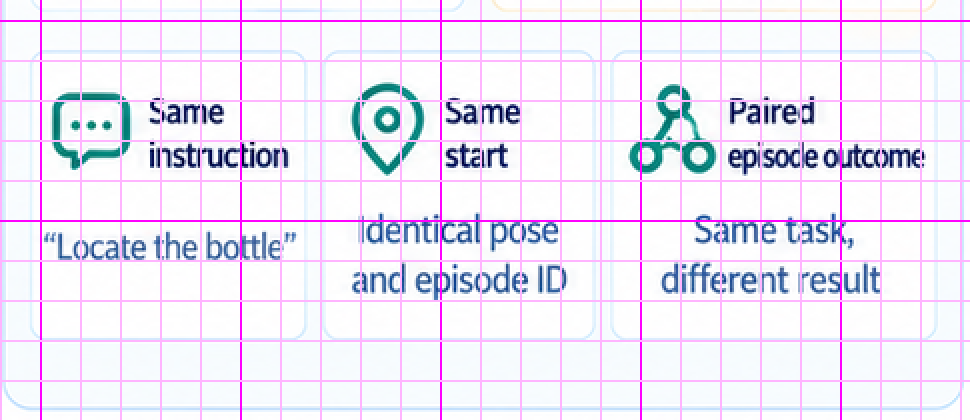 Same
instruction
“Locate the bottle”
Same
start
Identical pose
and episode ID
Paired
episode outcome
Same task,
different result